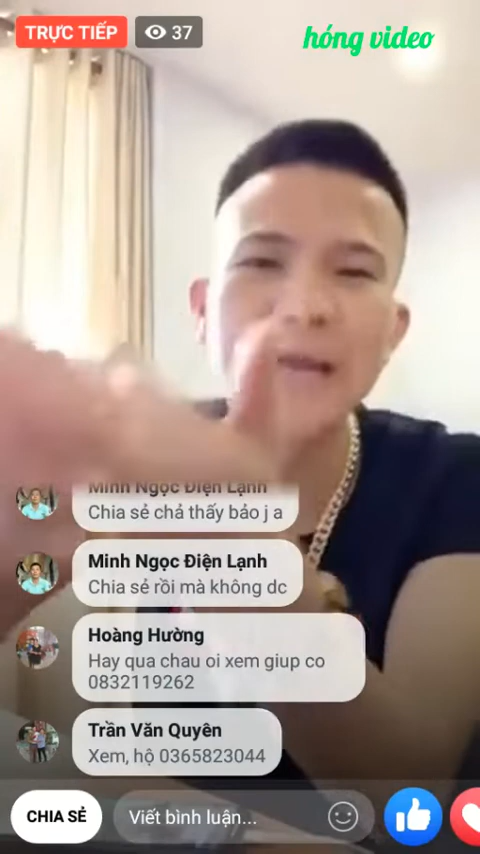 TRỰC TIẾP 37
hóng video
Minh Ngọc Điện Lạnh
Chia sẻ chả thấy bảo j a
Minh Ngọc Điện Lạnh
Chia sẻ rồi mà không dc
Hoàng Hường
Hay qua chau oi xem giup co
0832119262
Trần Văn Quyên
Xem, hộ 0365823044
CHIA SẺ Viết bình luận...